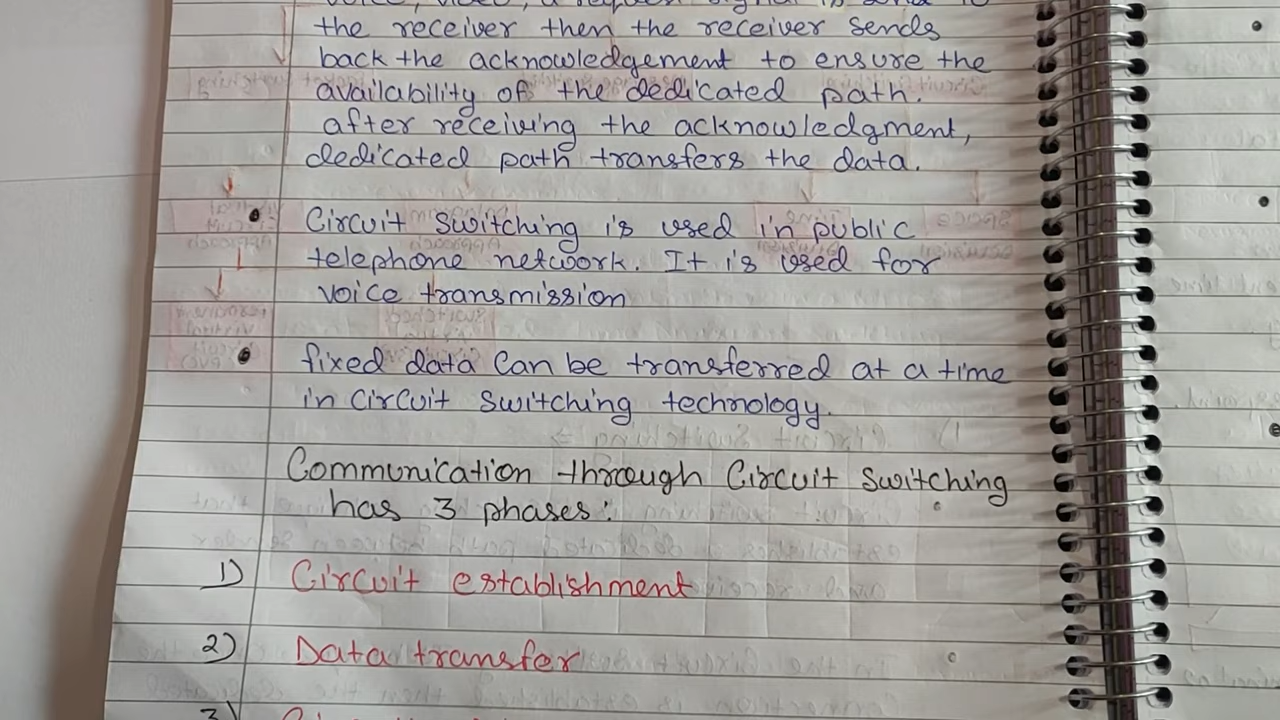 the receiver then the receiver sends
back the acknowledgement to ensure the
availability of the dedicated path.
after receiving the acknowledgment,
dedicated path transfers the data.
• Circuit Switching is used in public
telephone network. It is used for
voice transmission
• fixed data can be transferred at a time
in circuit switching technology.
Communication through Circuit Switching
has 3 phases:
1) Circuit establishment
2) Data transfer
3)